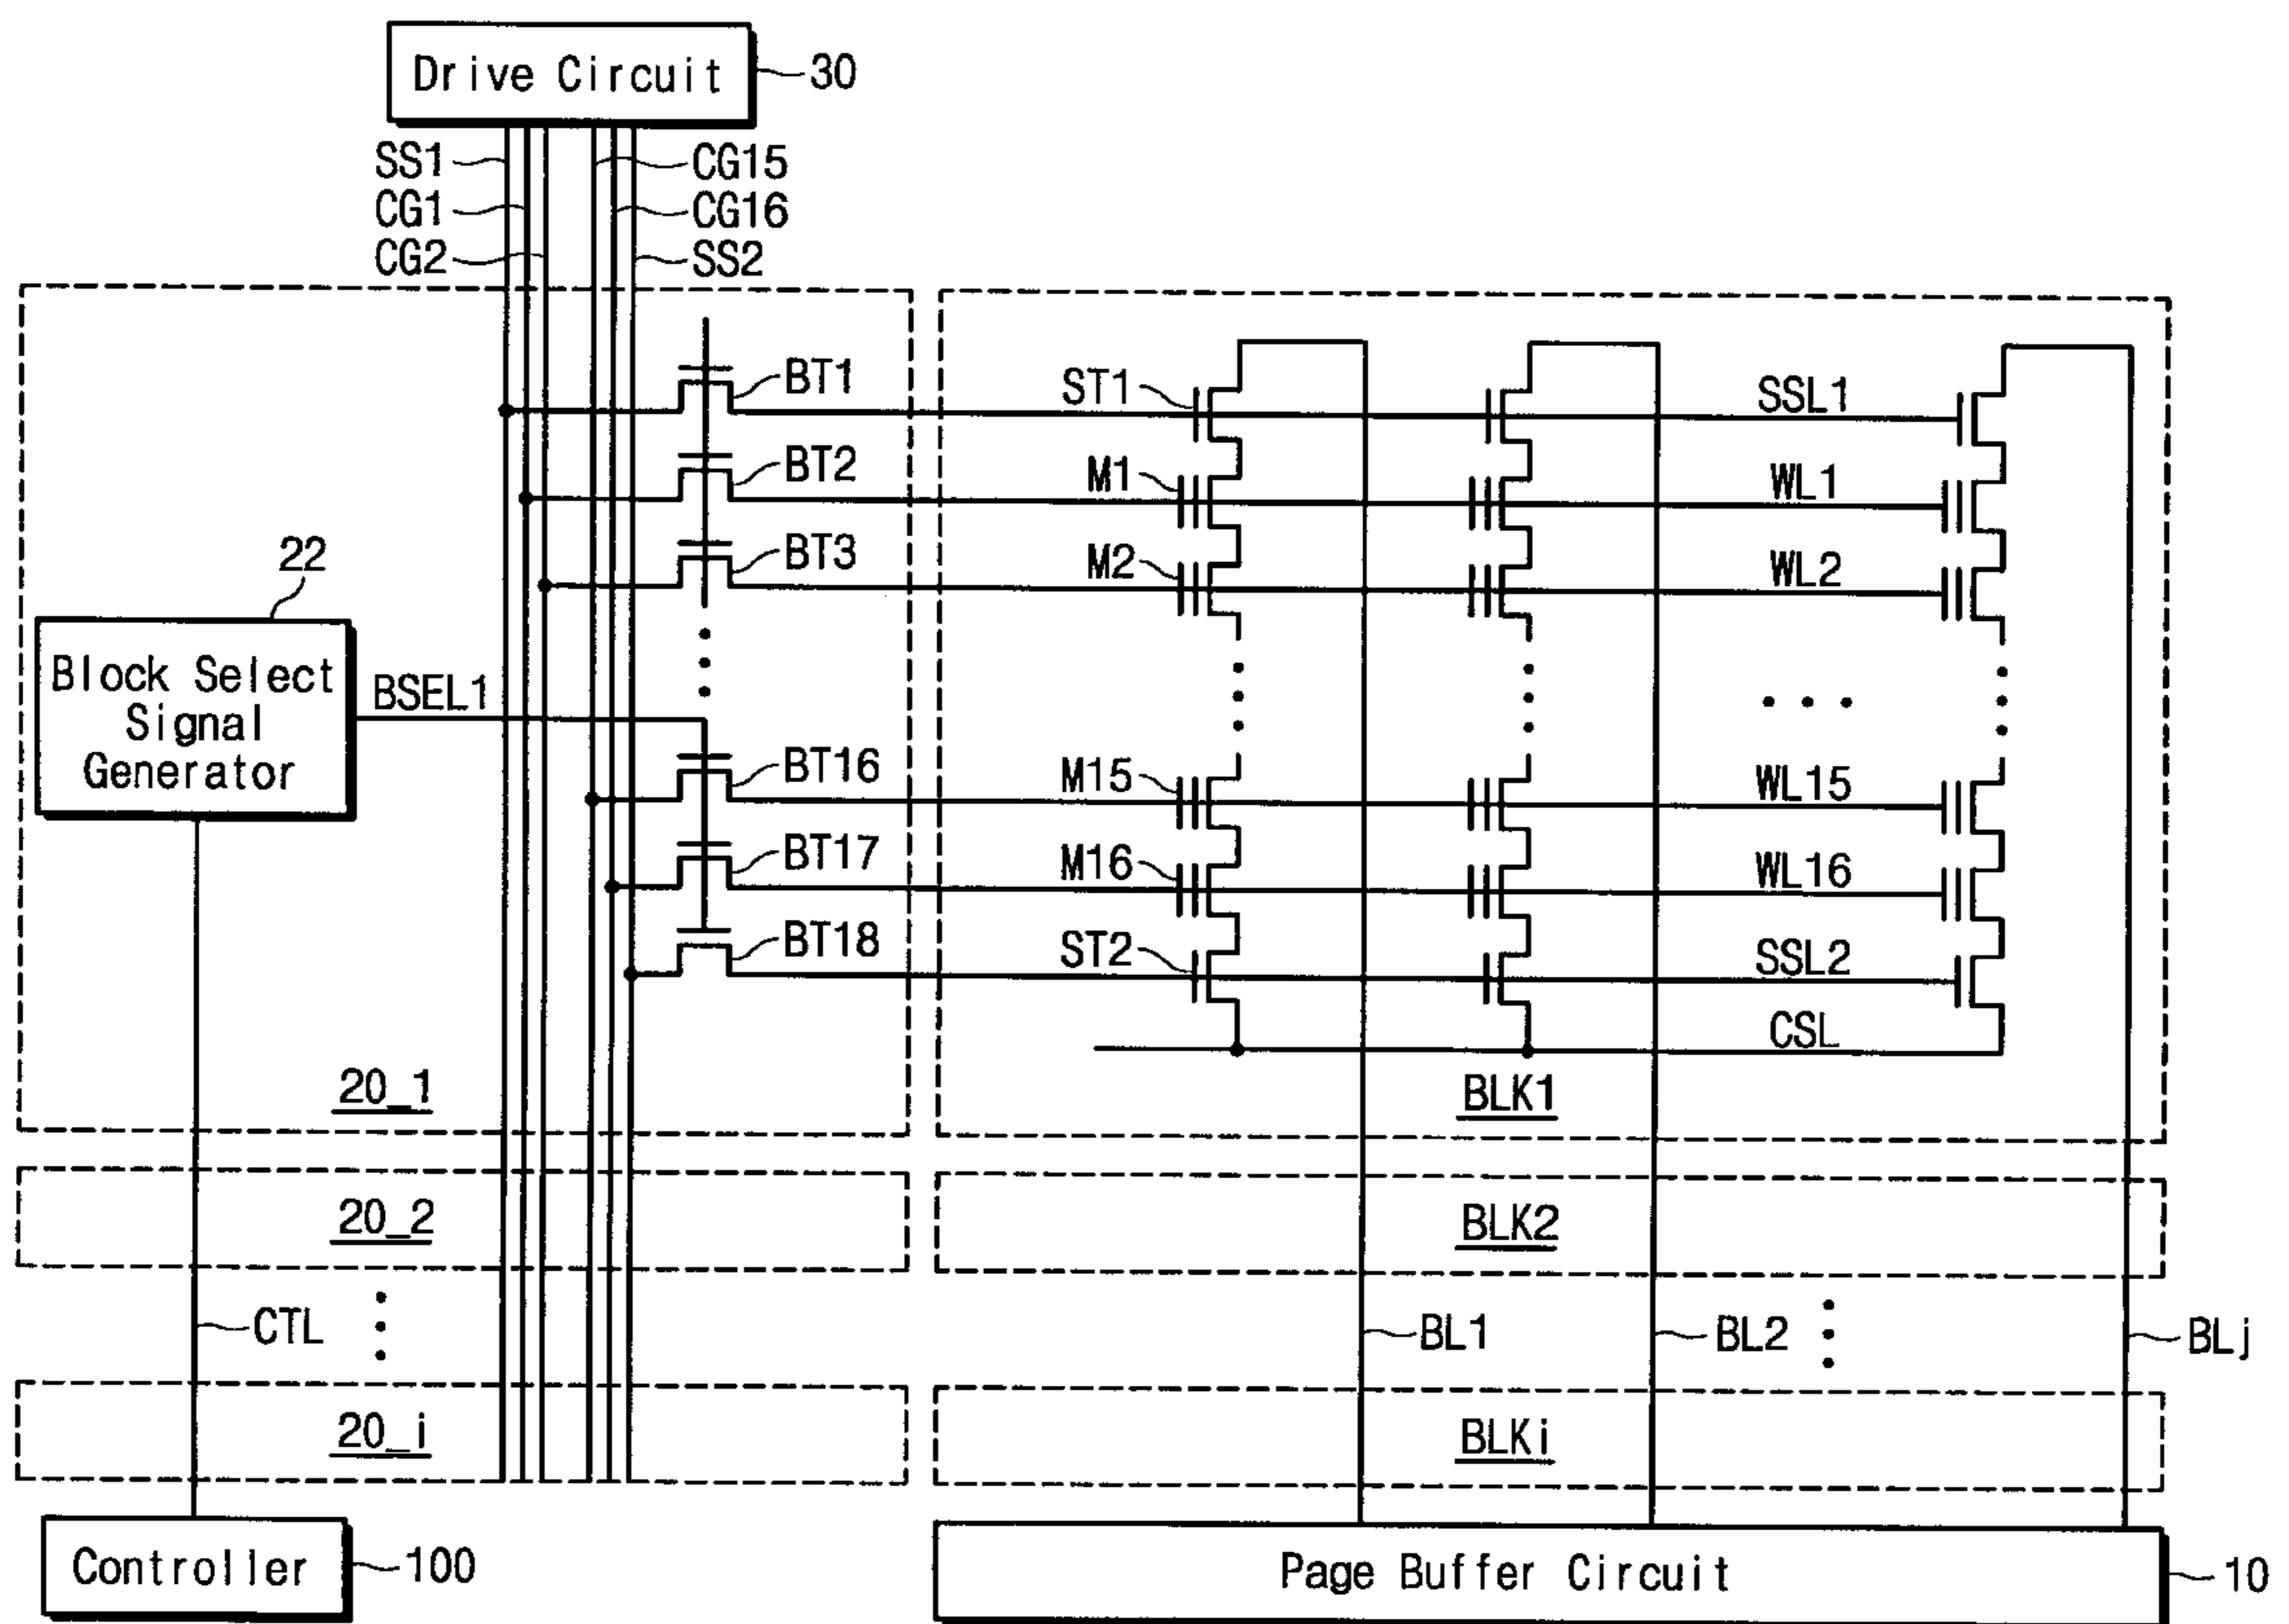 Drive Circuit
30
SS1
CG15
CG1
CG16
CG2
SS2
BT1
ST1
SSL1
BT2
M1
WL1
22
BT3
M2
WL2
Block Select
Signal
Generator
BSEL1
BT16
M15
WL15
BT17
M16
WL16
BT18
ST2
SSL2
CSL
20_1
BLK1
20_2
BLK2
CTL
BL1
BL2
BLj
20_i
BLKi
Controller
100
Page Buffer Circuit
10